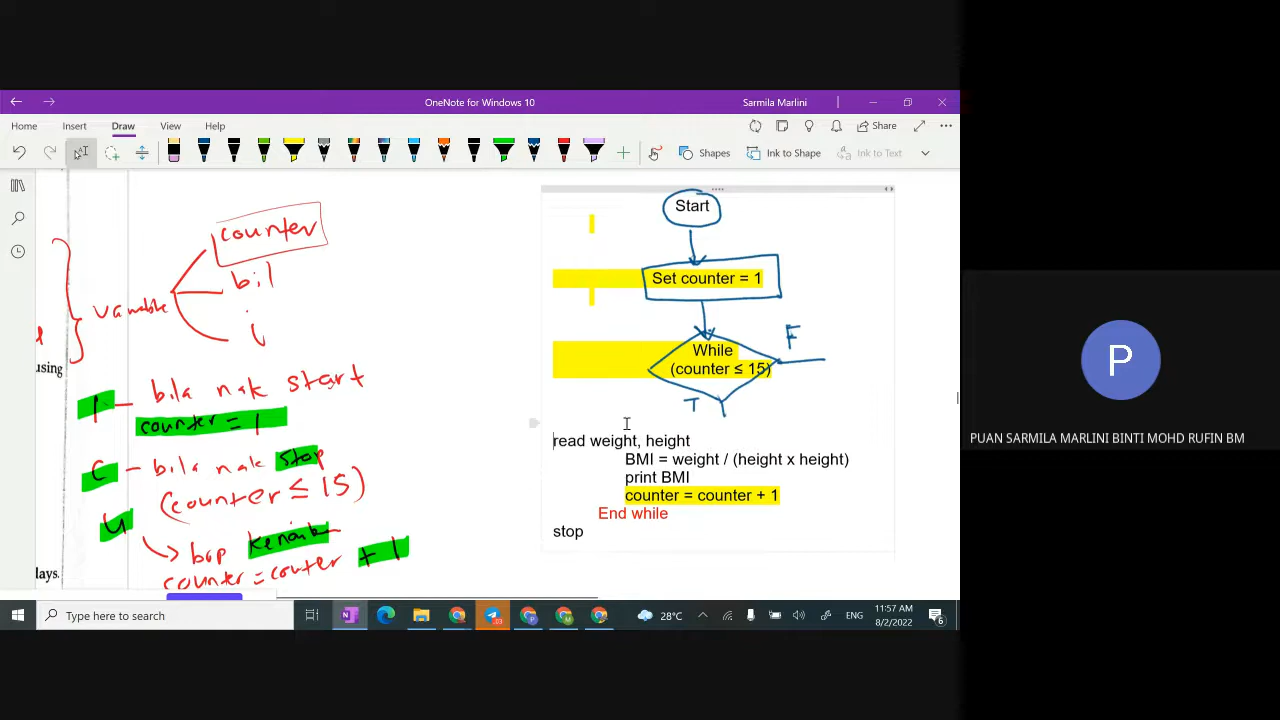 OneNote for Windows 10
Sarmila Marlini
Home Insert Draw View Help
Share
Shapes
Ink to Shape
Ink to Text
using
lays.
variable
counter
bil
i
I – bila nak start
counter = 1
C – bila nak stop
(counter ≤ 15)
U
→ bsp kenaikan
counter = couter + 1
Start
Set counter = 1
While
(counter ≤ 15)
F
T
read weight, height
BMI = weight / (height x height)
print BMI
counter = counter + 1
End while
stop
P
PUAN SARMILA MARLINI BINTI MOHD RUFIN BM
Type here to search
28°C
ENG
11:57 AM
8/2/2022
6